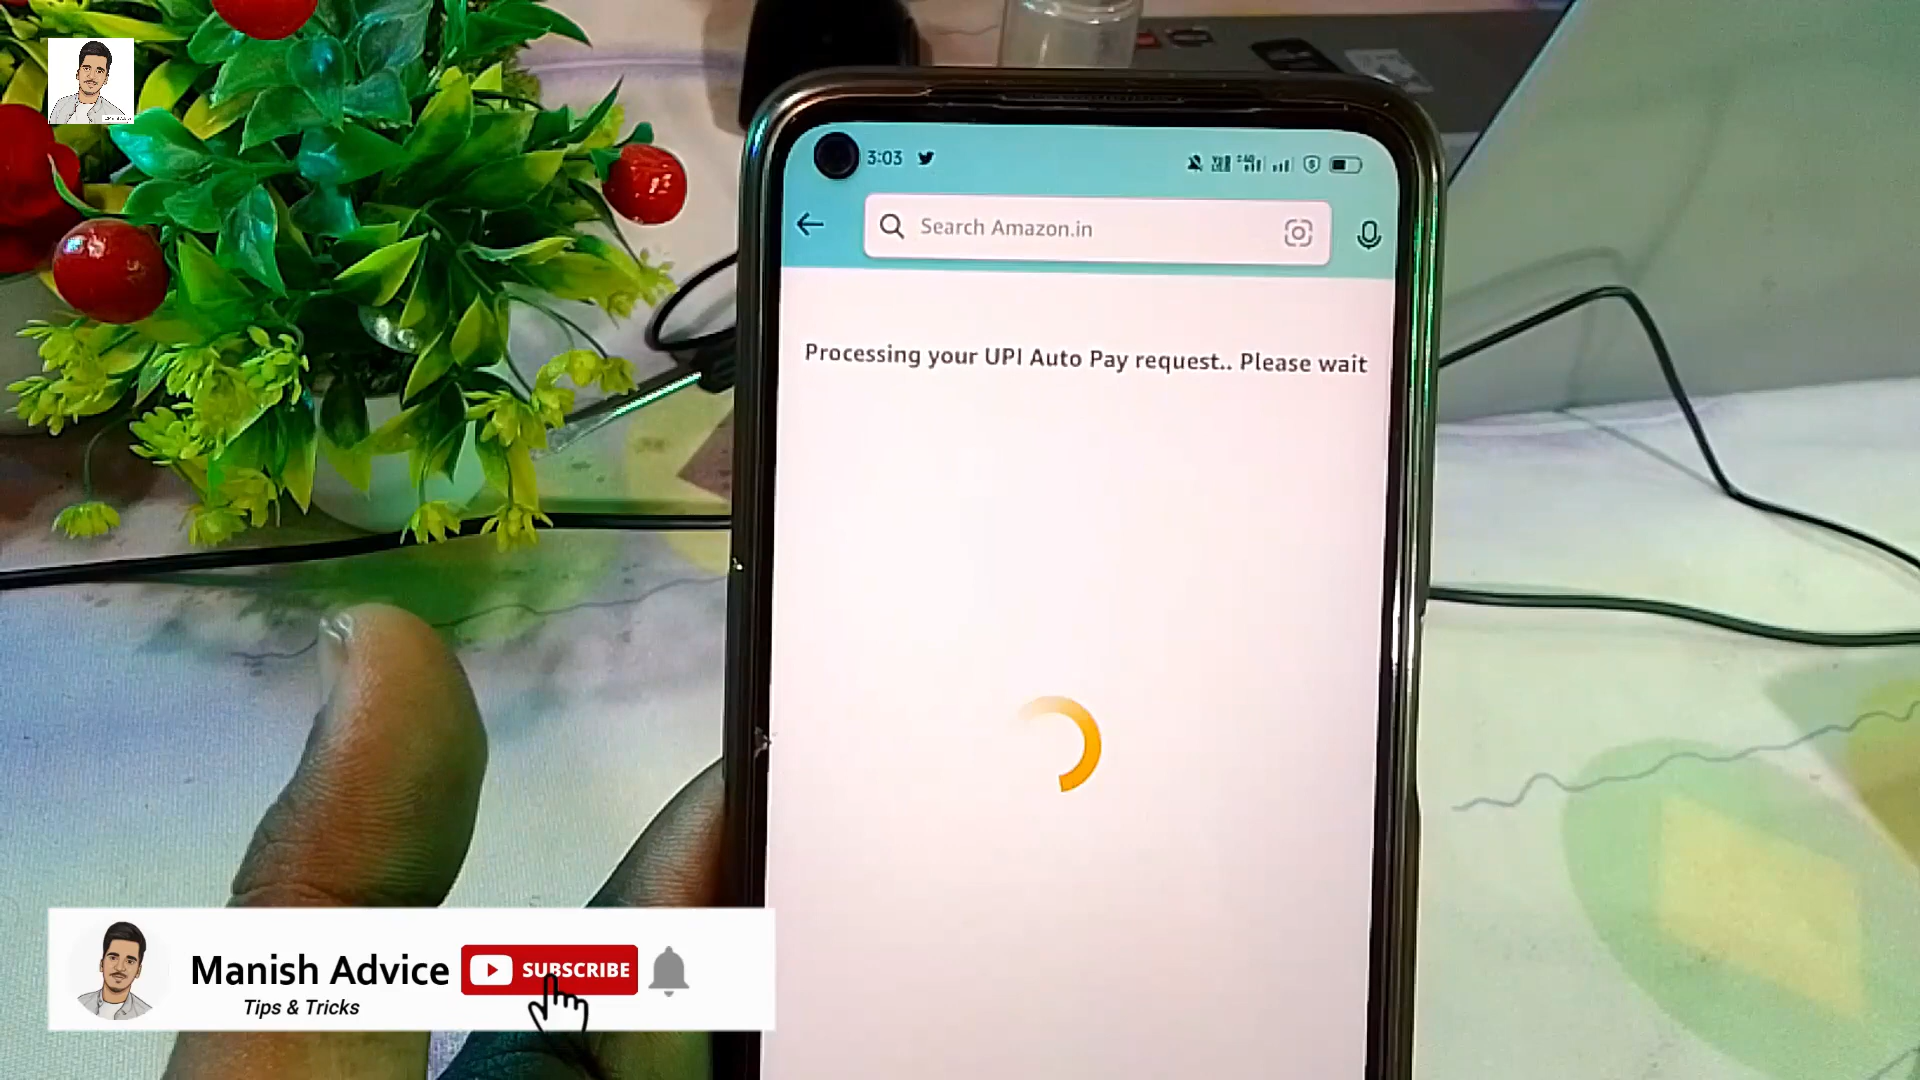 3:03
Search Amazon.in
Processing your UPI Auto Pay request.. Please wait
Manish Advice
SUBSCRIBE
Tips & Tricks